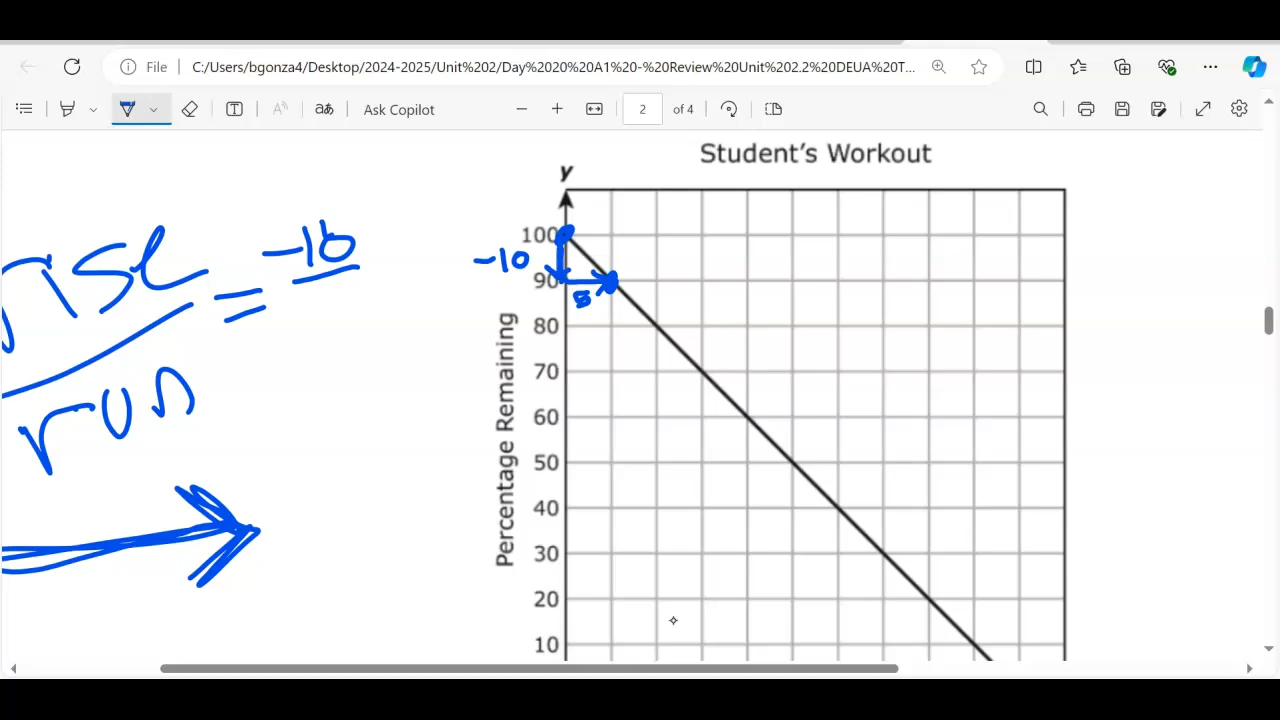 File C:/Users/bgonza4/Desktop/2024-2025/Unit%202/Day%2020%20A1%20-%20Review%20Unit%202.2%20DEUA%20T...
Ask Copilot 2 of 4
Student's Workout
y
100
90
80
70
60
50
40
30
20
10
Percentage Remaining
-10
5
rise = -10
run